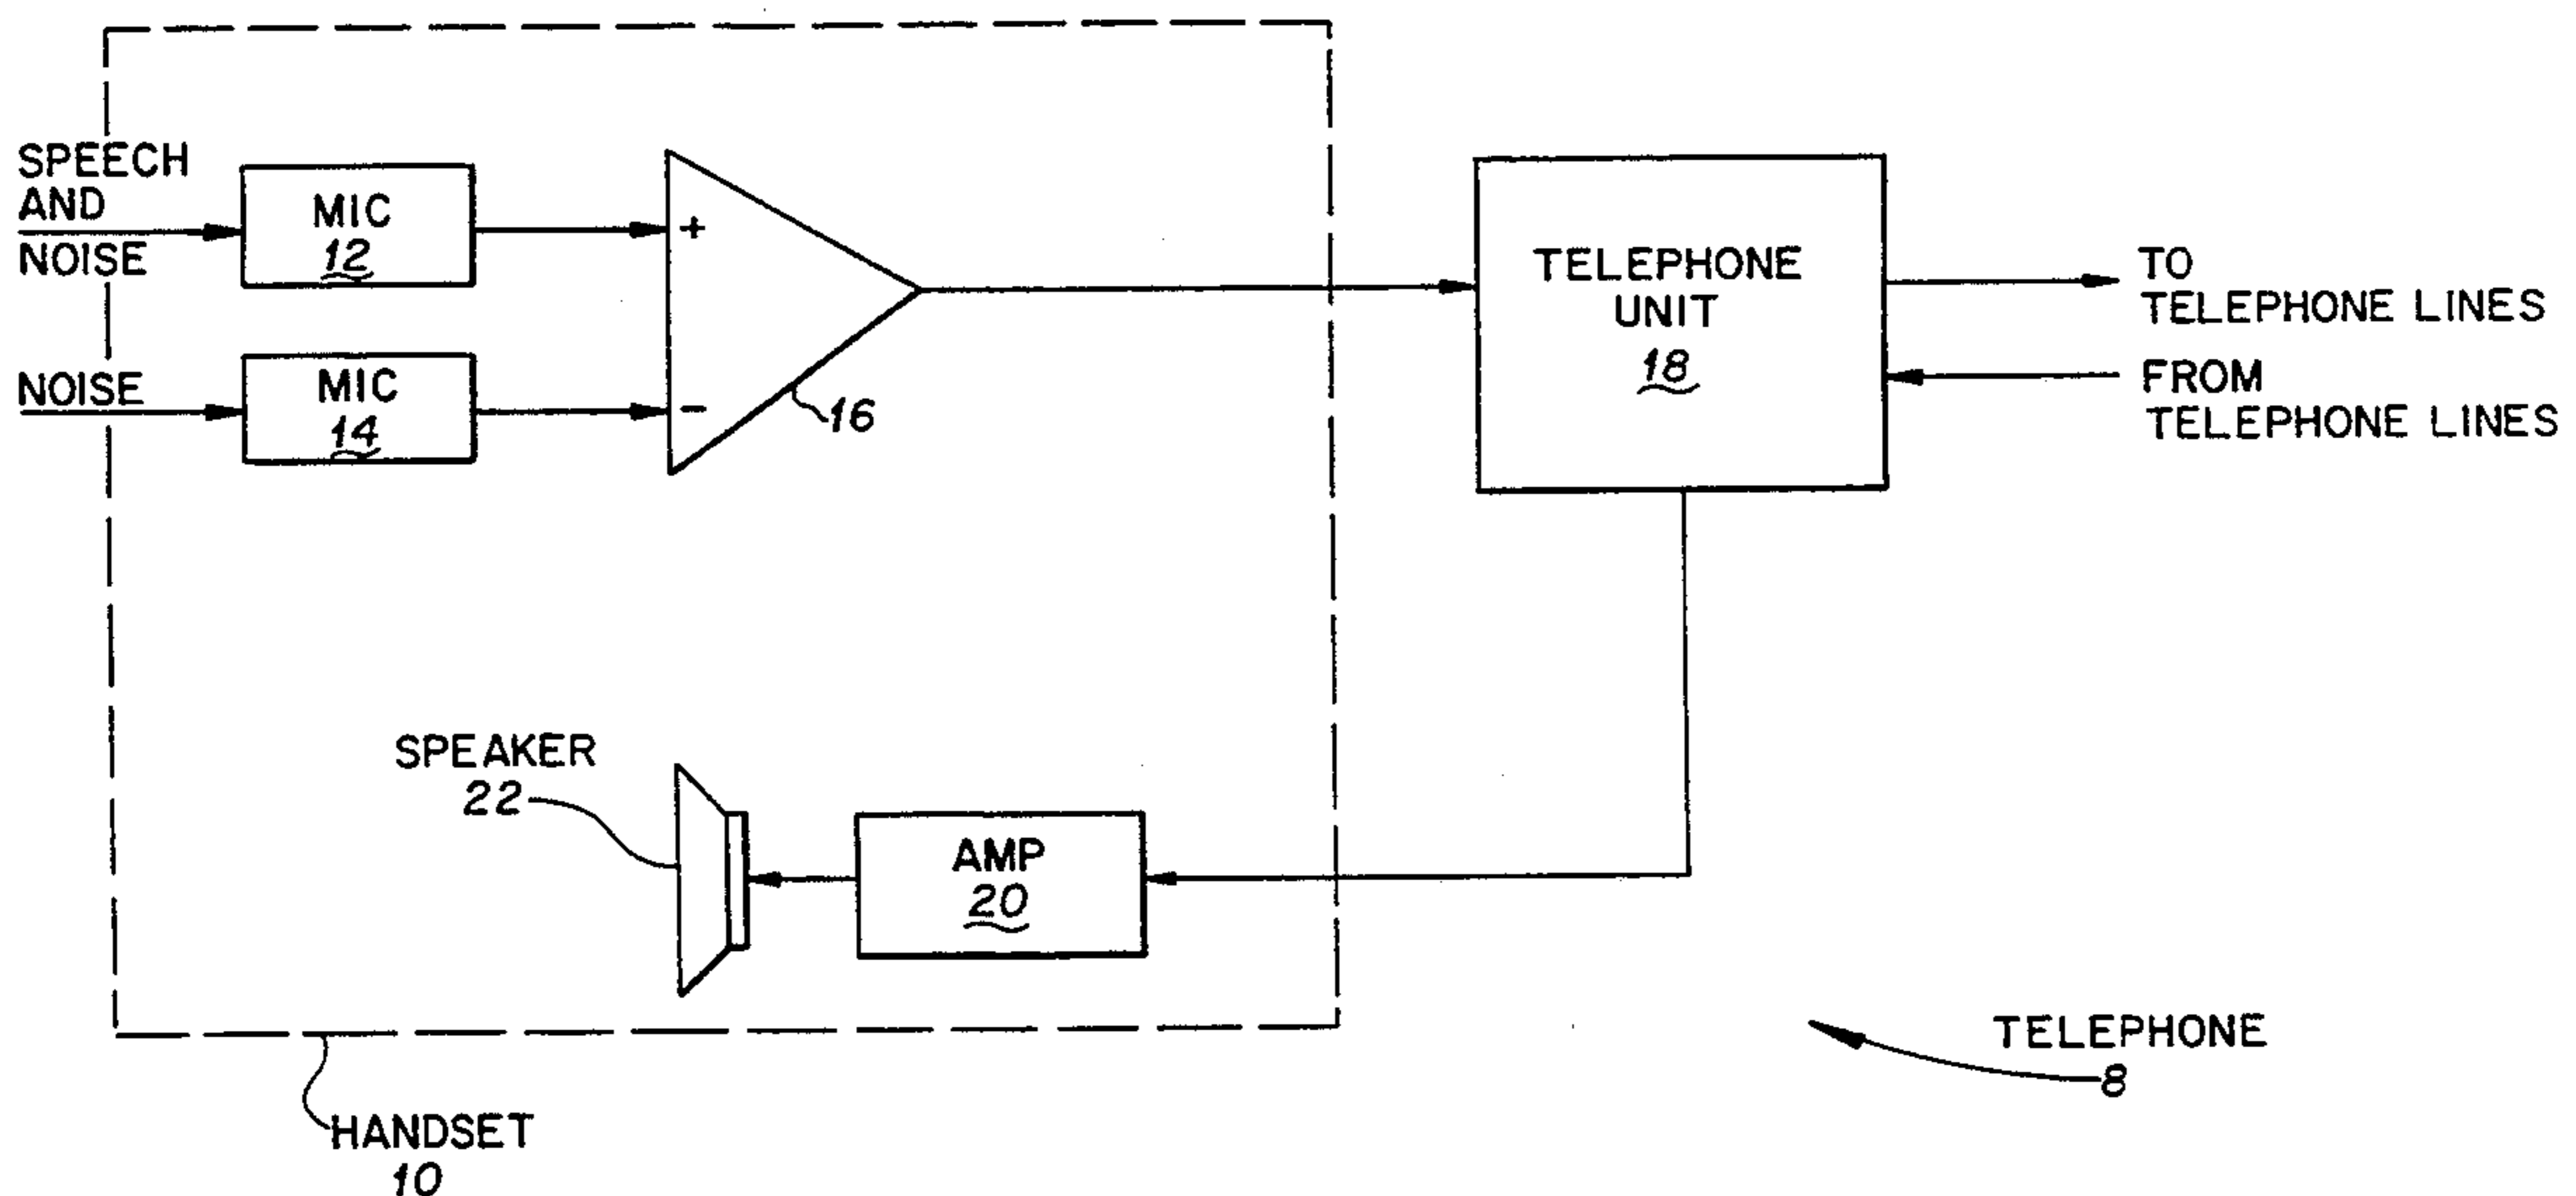 SPEECH
AND
NOISE
MIC
12
+
NOISE
MIC
14
−
16
TELEPHONE
UNIT
18
TO
TELEPHONE LINES
FROM
TELEPHONE LINES
SPEAKER
22
AMP
20
TELEPHONE
8
HANDSET
10